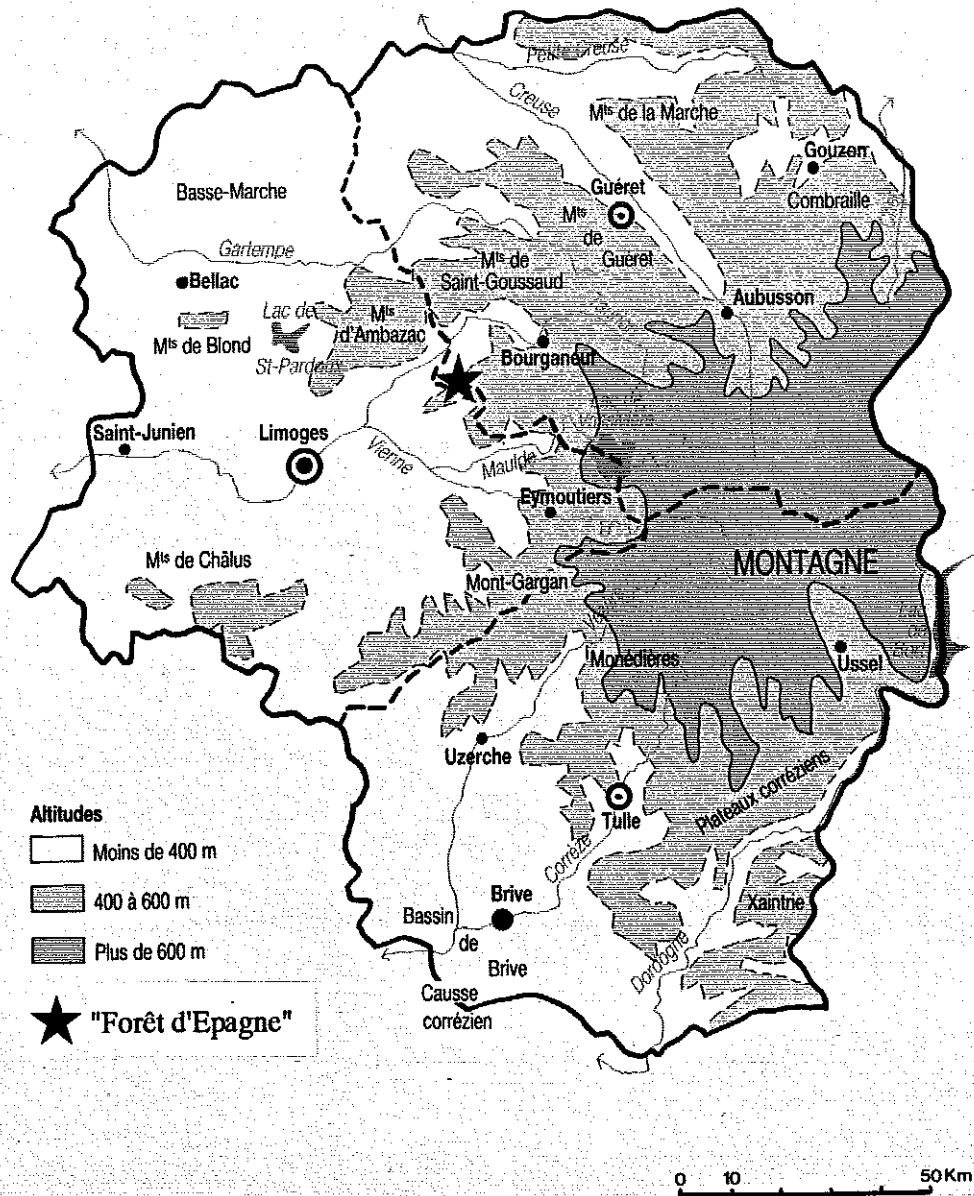 Petite Creuse
Creuse
Mts de la Marche
Gouzon
Combraille
Basse-Marche
Guéret
Mts
de
Guéret
Gartempe
Mts de
Saint-Goussaud
Bellac
Lac de
St-Pardoux
Mts
d'Ambazac
Mts de Blond
Aubusson
Bourganeuf
Saint-Junien
Limoges
Vienne
Maulde
Eymoutiers
Mts de Châlus
Mont-Gargan
MONTAGNE
Monédières
Ussel
Uzerche
Plateaux corréziens
Tulle
Corrèze
Xaintrie
Brive
Bassin
de
Brive
Dordogne
Causse
corrézien
Altitudes
Moins de 400 m
400 à 600 m
Plus de 600 m
"Forêt d'Epagne"
0 10 50 Km